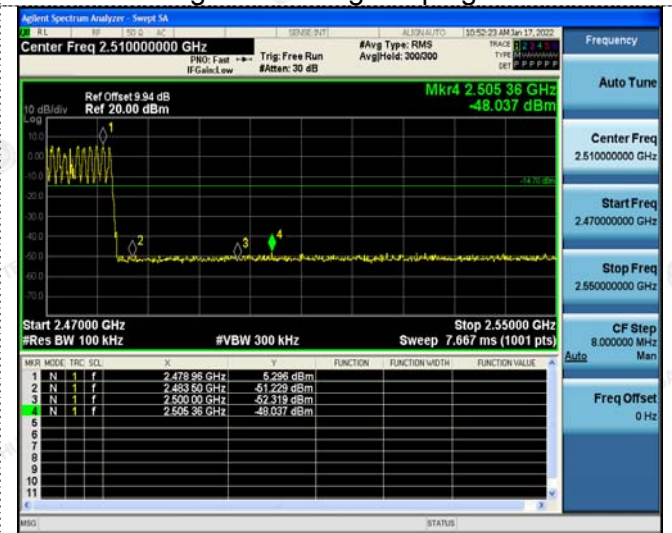 Agilent Spectrum Analyzer - Swept SA
RL RF 50 Ω AC SENSE:INT ALIGNAUTO 10:52:23 AM Jan 17, 2022
Center Freq 2.510000000 GHz
PNO: Fast
IFGain:Low
Trig: Free Run
#Atten: 30 dB
#Avg Type: RMS
Avg|Hold: 300/300
TRACE 1 2 3 4 5 6
TYPE
DET P P P P P P
Mkr4 2.505 36 GHz
-48.037 dBm
Ref Offset 9.94 dB
Ref 20.00 dBm
10 dB/div
Log
10.0
0.00
-10.0
-20.0
-30.0
-40.0
-50.0
-60.0
-70.0
1
2
3
4
-14.70 dBm
Start 2.47000 GHz Stop 2.55000 GHz
#Res BW 100 kHz #VBW 300 kHz Sweep 7.667 ms (1001 pts)
MKR MODE TRC SCL X Y FUNCTION FUNCTION WIDTH FUNCTION VALUE
1 N 1 f 2.478 96 GHz 5.296 dBm
2 N 1 f 2.483 50 GHz -51.229 dBm
3 N 1 f 2.500 00 GHz -52.319 dBm
4 N 1 f 2.505 36 GHz -48.037 dBm
5
6
7
8
9
10
11
MSG STATUS
Frequency
Auto Tune
Center Freq
2.510000000 GHz
Start Freq
2.470000000 GHz
Stop Freq
2.550000000 GHz
CF Step
8.000000 MHz
Auto Man
Freq Offset
0 Hz